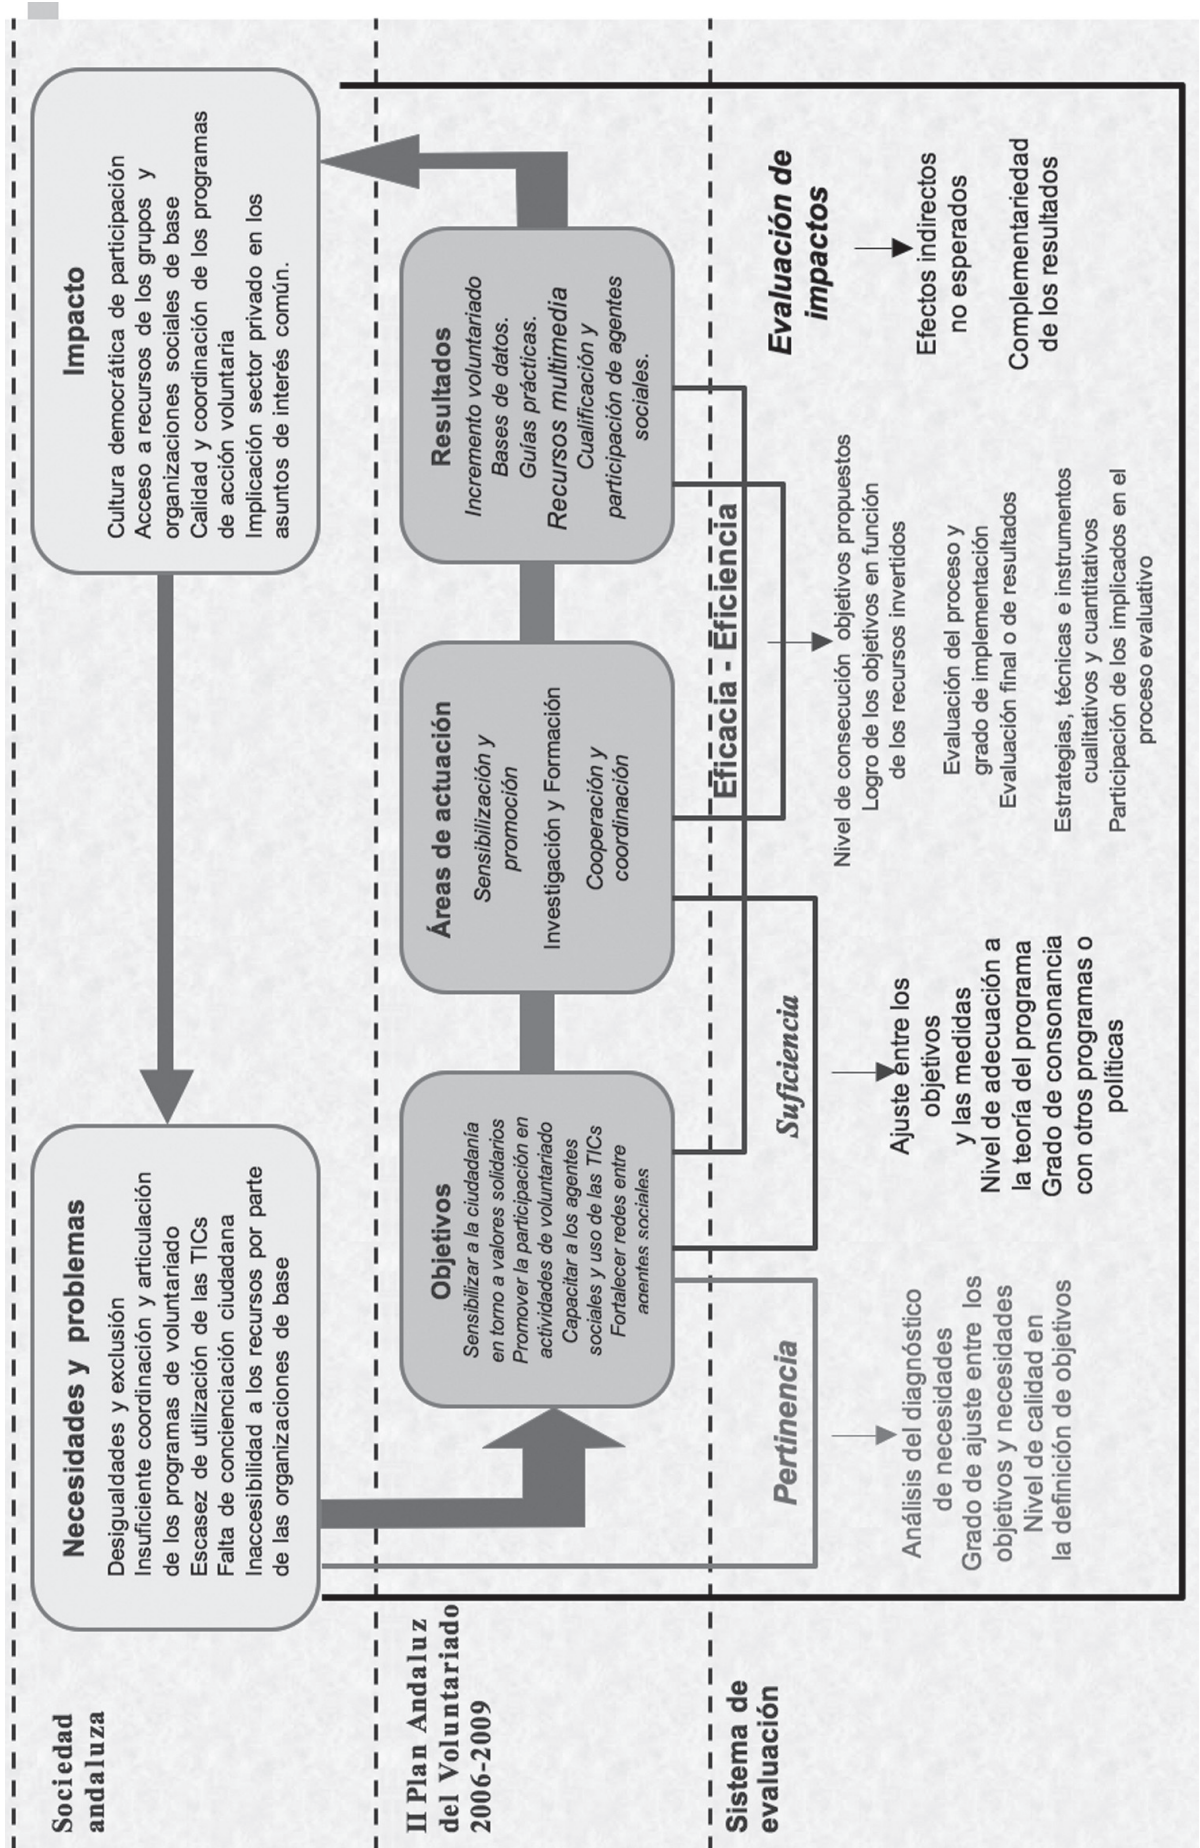 Sociedad
andaluza
Necesidades y problemas
Desigualdades y exclusión
Insuficiente coordinación y articulación
de los programas de voluntariado
Escasez de utilización de las TICs
Falta de concienciación ciudadana
Inaccesibilidad a los recursos por parte
de las organizaciones de base
Impacto
Cultura democrática de participación
Acceso a recursos de los grupos y
organizaciones sociales de base
Calidad y coordinación de los programas
de acción voluntaria
Implicación sector privado en los
asuntos de interés común.
II Plan Andaluz
del Voluntariado
2006-2009
Objetivos
Sensibilizar a la ciudadanía
en torno a valores solidarios
Promover la participación en
actividades de voluntariado
Capacitar a los agentes
sociales y uso de las TICs
Fortalecer redes entre
agentes sociales
Áreas de actuación
Sensibilización y
promoción
Investigación y Formación
Cooperación y
coordinación
Resultados
Incremento voluntariado
Bases de datos.
Guías prácticas.
Recursos multimedia
Cualificación y
participación de agentes
sociales.
Sistema de
evaluación
Pertinencia
Análisis del diagnóstico
de necesidades
Grado de ajuste entre los
objetivos y necesidades
Nivel de calidad en
la definición de objetivos
Suficiencia
Ajuste entre los
objetivos
y las medidas
Nivel de adecuación a
la teoría del programa
Grado de consonancia
con otros programas o
políticas
Eficacia - Eficiencia
Nivel de consecución objetivos propuestos
Logro de los objetivos en función
de los recursos invertidos
Evaluación del proceso y
grado de implementación
Evaluación final o de resultados
Estrategias, técnicas e instrumentos
cualitativos y cuantitativos
Participación de los implicados en el
proceso evaluativo
Evaluación de
impactos
Efectos indirectos
no esperados
Complementariedad
de los resultados